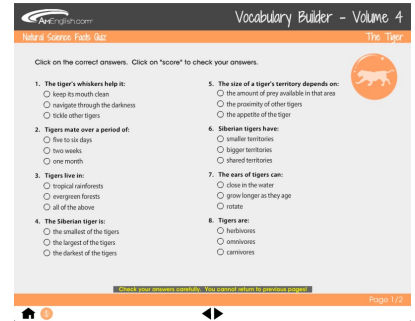 AMEnglish.com
Vocabulary Builder – Volume 4
Natural Science Facts Quiz
The Tiger
Click on the correct answers. Click on "score" to check your answers.
1. The tiger's whiskers help it:
keep its mouth clean
navigate through the darkness
tickle other tigers
2. Tigers mate over a period of:
five to six days
two weeks
one month
3. Tigers live in:
tropical rainforests
evergreen forests
all of the above
4. The Siberian tiger is:
the smallest of the tigers
the largest of the tigers
the darkest of the tigers
5. The size of a tiger's territory depends on:
the amount of prey available in that area
the proximity of other tigers
the appetite of the tiger
6. Siberian tigers have:
smaller territories
bigger territories
shared territories
7. The ears of tigers can:
close in the water
grow longer as they age
rotate
8. Tigers are:
herbivores
omnivores
carnivores
Check your answers carefully. You cannot return to previous pages!
Page 1/2